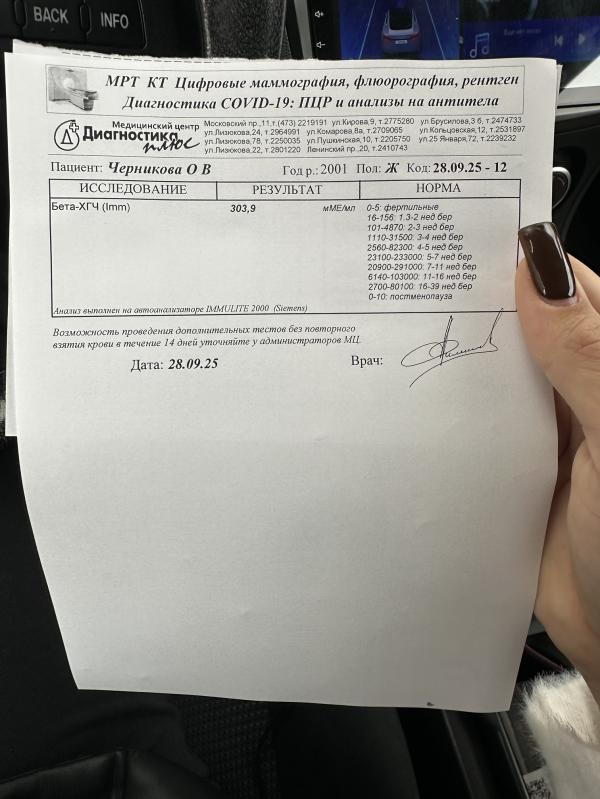 BACK
INFO
МРТ КТ Цифровые маммография, флюорография, рентген
Диагностика COVID-19: ПЦР и анализы на антитела
Медицинский центр
Диагностика
плюс
Московский пр.,11,т.(473) 2219191 ул.Кирова,9, т.2775280 ул.Брусилова,3 б, т.2474733
ул.Лизюкова,24, т 2964991 ул.Комарова,8а, т.2709065 ул.Кольцовская,12, т.2531897
ул.Лизюкова,78, т.2250035 ул.Пушкинская,10, т 2205750 ул.25 Января,72, т.2239232
ул.Лизюкова,22, т.2801220 Ленинский пр.,20, т.2410743
Пациент: Черникова О В Год р.: 2001 Пол: Ж Код: 28.09.25 - 12
ИССЛЕДОВАНИЕ РЕЗУЛЬТАТ НОРМА
Бета-ХГЧ (Imm) 303,9 мМЕ/мл 0-5: фертильные
16-156: 1.3-2 нед бер
101-4870: 2-3 нед бер
1110-31500: 3-4 нед бер
2560-82300: 4-5 нед бер
23100-233000: 5-7 нед бер
20900-291000: 7-11 нед бер
6140-103000: 11-16 нед бер
2700-80100: 16-39 нед бер
0-10: постменопауза
Анализ выполнен на автоанализаторе IMMULITE 2000 (Siemens)
Возможность проведения дополнительных тестов без повторного
взятия крови в течение 14 дней уточняйте у администраторов МЦ.
Дата: 28.09.25 Врач: